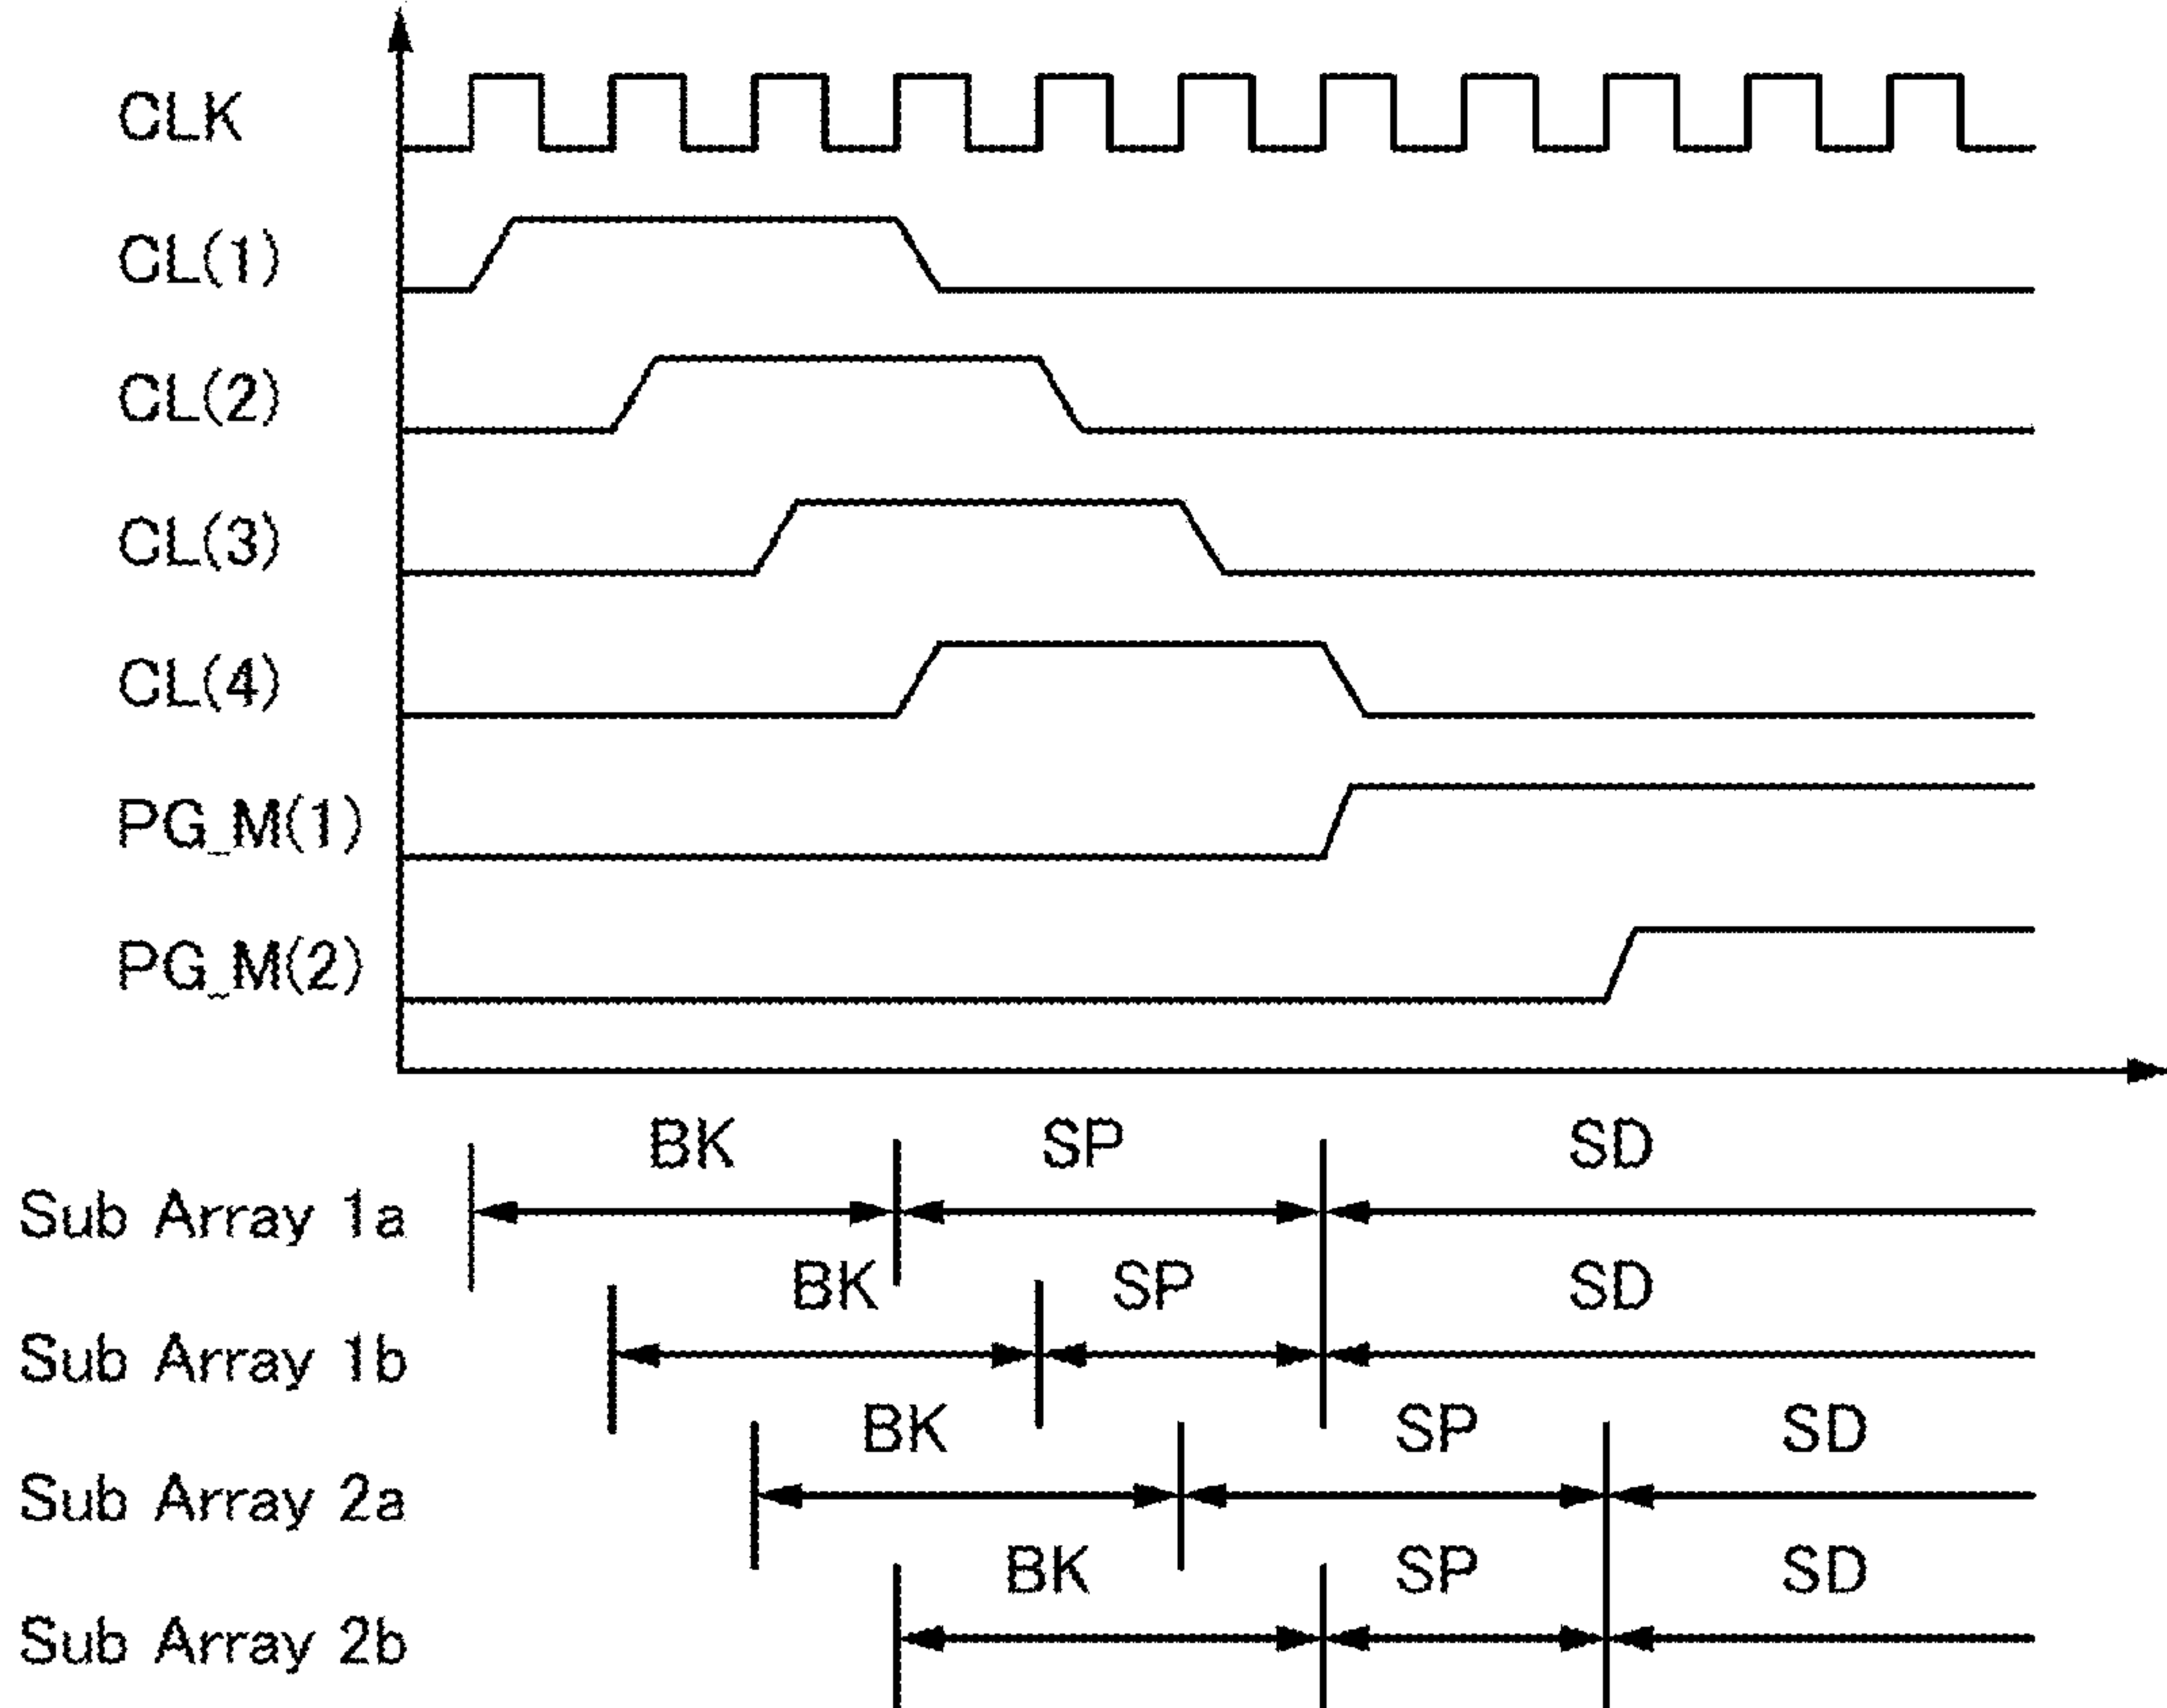 CLK
CL(1)
CL(2)
CL(3)
CL(4)
PG_M(1)
PG_M(2)
BK SP SD
Sub Array 1a
BK SP SD
Sub Array 1b
BK SP SD
Sub Array 2a
BK SP SD
Sub Array 2b